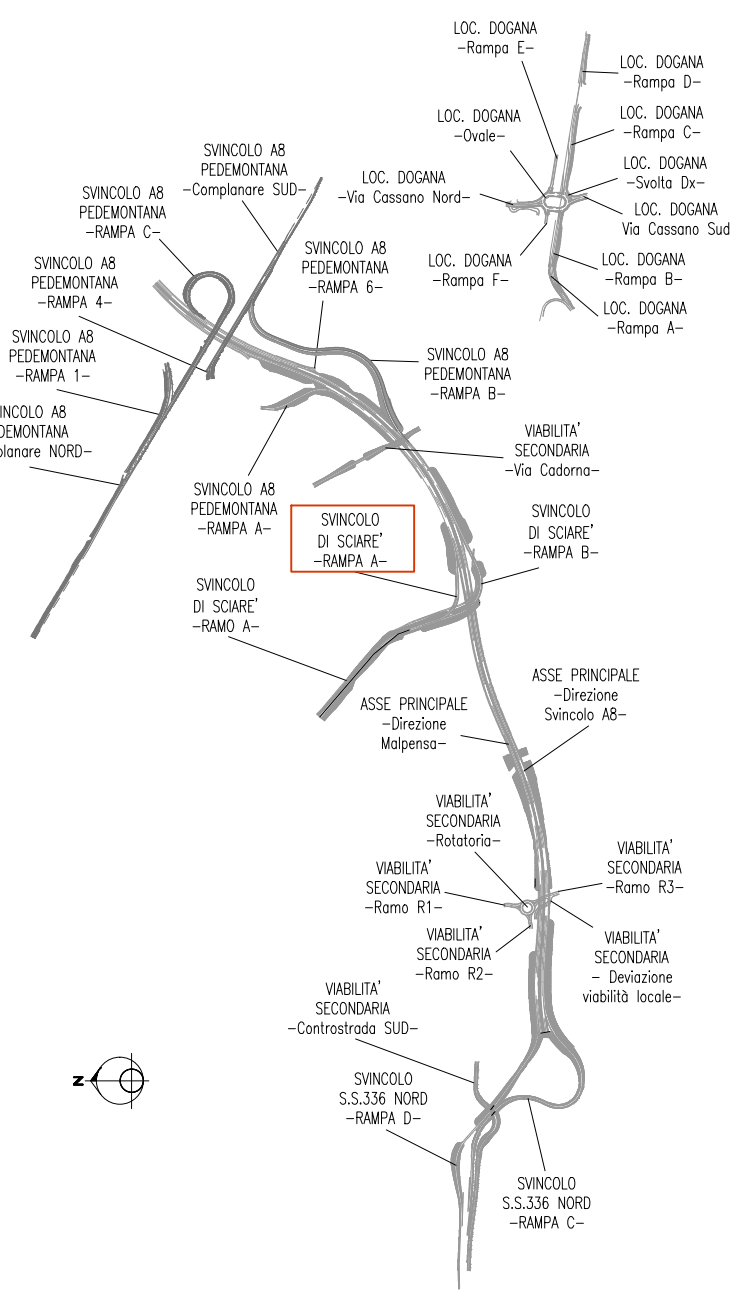 LOC. DOGANA
–Rampa E–
LOC. DOGANA
–Rampa D–
LOC. DOGANA
–Ovale–
LOC. DOGANA
–Rampa C–
SVINCOLO A8
PEDEMONTANA
–Complanare SUD–
LOC. DOGANA
–Via Cassano Nord–
LOC. DOGANA
–Svolta Dx–
LOC. DOGANA
Via Cassano Sud
SVINCOLO A8
PEDEMONTANA
–RAMPA C–
SVINCOLO A8
PEDEMONTANA
–RAMPA 6–
LOC. DOGANA
–Rampa F–
LOC. DOGANA
–Rampa B–
SVINCOLO A8
PEDEMONTANA
–RAMPA 4–
LOC. DOGANA
–Rampa A–
SVINCOLO A8
PEDEMONTANA
–RAMPA 1–
SVINCOLO A8
PEDEMONTANA
–RAMPA B–
INCOLO A8
DEMONTANA
planare NORD–
VIABILITA'
SECONDARIA
–Via Cadorna–
SVINCOLO A8
PEDEMONTANA
–RAMPA A–
SVINCOLO
DI SCIARE'
–RAMPA A–
SVINCOLO
DI SCIARE'
–RAMPA B–
SVINCOLO
DI SCIARE'
–RAMO A–
ASSE PRINCIPALE
–Direzione
Svincolo A8–
ASSE PRINCIPALE
–Direzione
Malpensa–
VIABILITA'
SECONDARIA
–Rotatoria–
VIABILITA'
SECONDARIA
–Ramo R3–
VIABILITA'
SECONDARIA
–Ramo R1–
VIABILITA'
SECONDARIA
–Ramo R2–
VIABILITA'
SECONDARIA
– Deviazione
viabilità locale–
VIABILITA'
SECONDARIA
–Controstrada SUD–
N
SVINCOLO
S.S.336 NORD
–RAMPA D–
SVINCOLO
S.S.336 NORD
–RAMPA C–